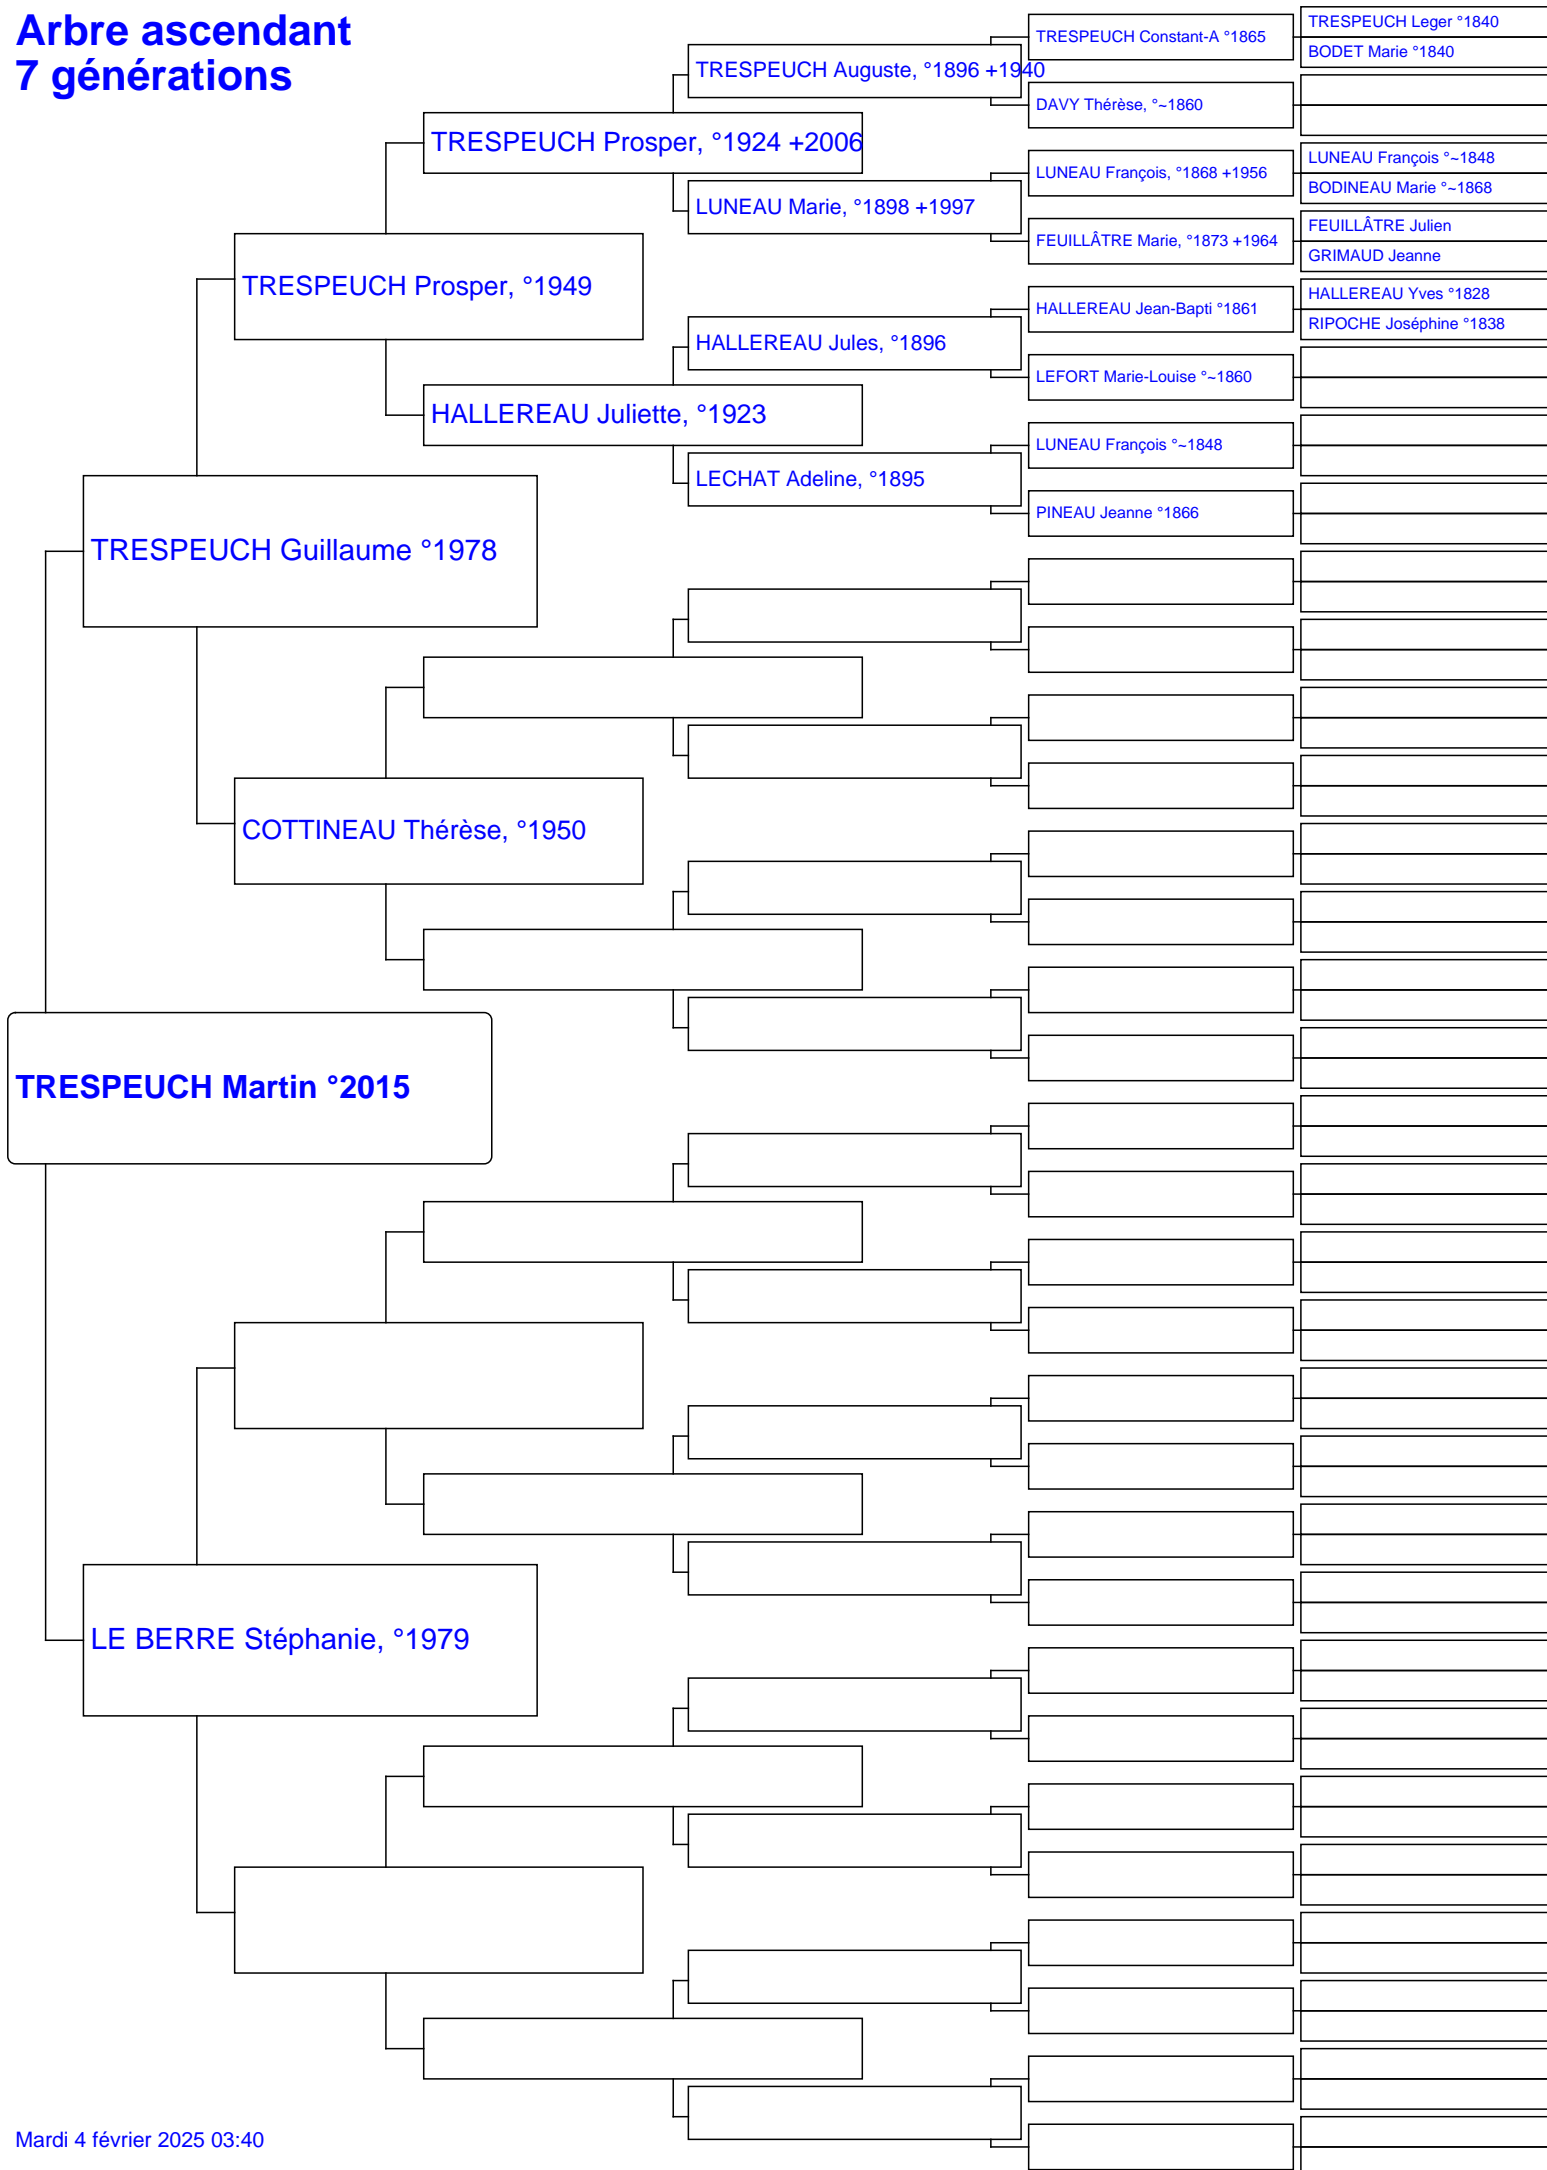 Arbre ascendant
7 générations
TRESPEUCH Leger °1840
TRESPEUCH Constant-A °1865
BODET Marie °1840
TRESPEUCH Auguste, °1896 +1940
DAVY Thérèse, °~1860
TRESPEUCH Prosper, °1924 +2006
LUNEAU François °~1848
LUNEAU François, °1868 +1956
BODINEAU Marie °~1868
LUNEAU Marie, °1898 +1997
FEUILLÂTRE Julien
FEUILLÂTRE Marie, °1873 +1964
GRIMAUD Jeanne
TRESPEUCH Prosper, °1949
HALLEREAU Yves °1828
HALLEREAU Jean-Bapti °1861
RIPOCHE Joséphine °1838
HALLEREAU Jules, °1896
LEFORT Marie-Louise °~1860
HALLEREAU Juliette, °1923
LUNEAU François °~1848
LECHAT Adeline, °1895
PINEAU Jeanne °1866
TRESPEUCH Guillaume °1978
COTTINEAU Thérèse, °1950
TRESPEUCH Martin °2015
LE BERRE Stéphanie, °1979
Mardi 4 février 2025 03:40